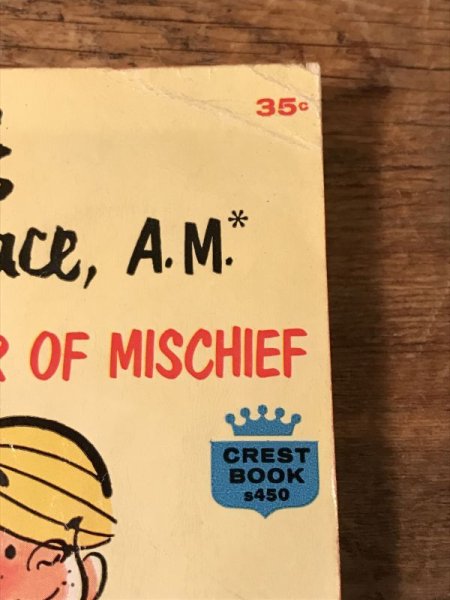 35¢
ace, A.M.*
R OF MISCHIEF
CREST
BOOK
s450